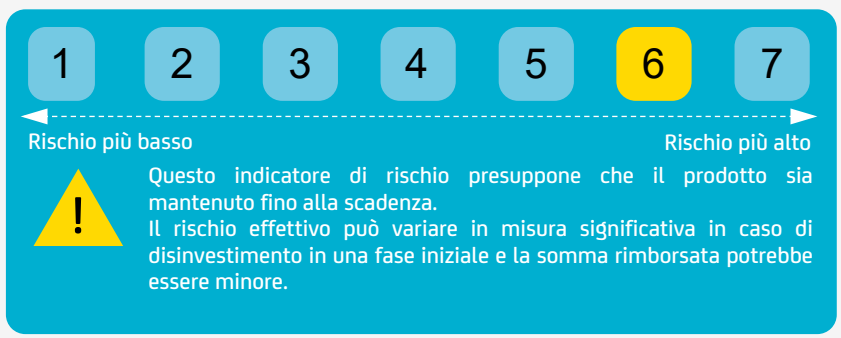 1 2 3 4 5 6 7
Rischio più basso Rischio più alto
Questo indicatore di rischio presuppone che il prodotto sia
mantenuto fino alla scadenza.
!
Il rischio effettivo può variare in misura significativa in caso di
disinvestimento in una fase iniziale e la somma rimborsata potrebbe
essere minore.